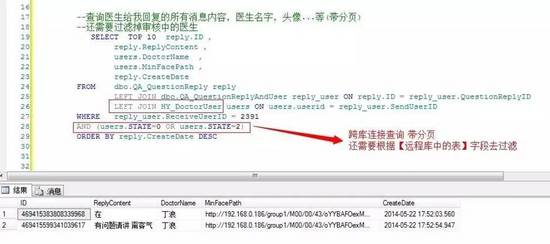 --查询医生给我回复的所有消息内容，医生名字，头像...等(带分页)
--还需要过滤掉审核中的医生
SELECT TOP 10 reply.ID ,
reply.ReplyContent ,
users.DoctorName ,
users.MinFacePath ,
reply.CreateDate
FROM dbo.QA_QuestionReply reply
LEFT JOIN dbo.QA_QuestionReplyAndUser reply_user ON reply.ID = reply_user.QuestionReplyID
LEFT JOIN HY_DoctorUser users ON users.userid = reply_user.SendUserID
WHERE reply_user.ReceiveUserID = 2391
AND (users.STATE=0 OR users.STATE=2)
ORDER BY reply.CreateDate DESC
跨库连接查询 带分页
还需要根据【远程库中的表】字段去过滤
结果 消息
ID ReplyContent DoctorName MinFacePath CreateDate
1 469415383808339968 在 丁浪 http://192.168.0.186/group1/M00/00/43/oYYBAFOexM... 2014-05-22 17:52:03.560
2 469415599341039617 有问题请讲 甭客气 丁浪 http://192.168.0.186/group1/M00/00/43/oYYBAFOexM... 2014-05-22 17:52:54.947